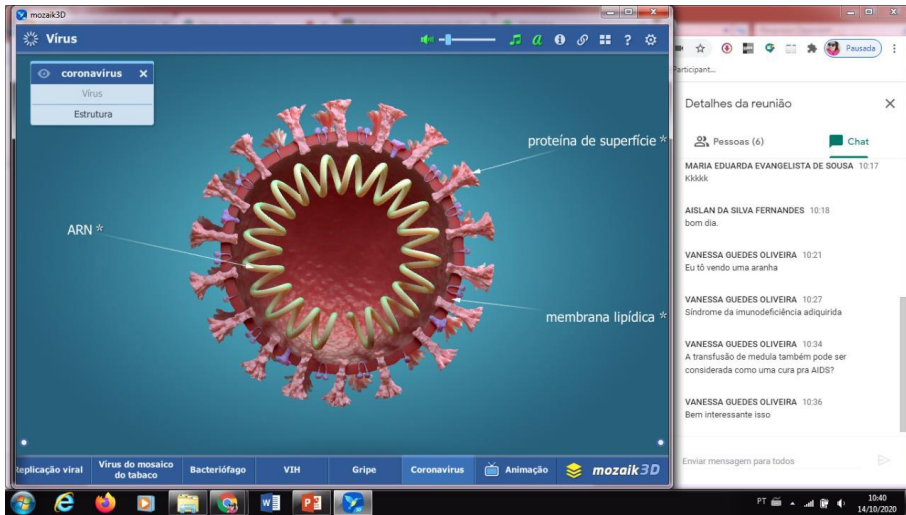 mozaik3D
Vírus
coronavírus
Vírus
Estrutura
proteína de superfície *
ARN *
membrana lipídica *
eplicação viral
Vírus do mosaico
do tabaco
Bacteriófago
VIH
Gripe
Coronavírus
Animação
mozaik3D
Pausada
articipant...
Detalhes da reunião
Pessoas (6)
Chat
MARIA EDUARDA EVANGELISTA DE SOUSA 10:17
Kkkkk
AISLAN DA SILVA FERNANDES 10:18
bom dia.
VANESSA GUEDES OLIVEIRA 10:21
Eu tô vendo uma aranha
VANESSA GUEDES OLIVEIRA 10:27
Síndrome da imunodeficiência adiquirida
VANESSA GUEDES OLIVEIRA 10:34
A transfusão de medula também pode ser
considerada como uma cura pra AIDS?
VANESSA GUEDES OLIVEIRA 10:36
Bem interessante isso
Enviar mensagem para todos
PT
10:40
14/10/2020